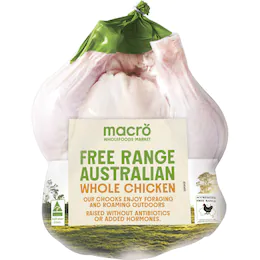 macro
WHOLEFOODS MARKET
FREE RANGE
AUSTRALIAN
WHOLE CHICKEN
OUR CHOOKS ENJOY FORAGING
AND ROAMING OUTDOORS
RAISED WITHOUT ANTIBIOTICS
OR ADDED HORMONES.